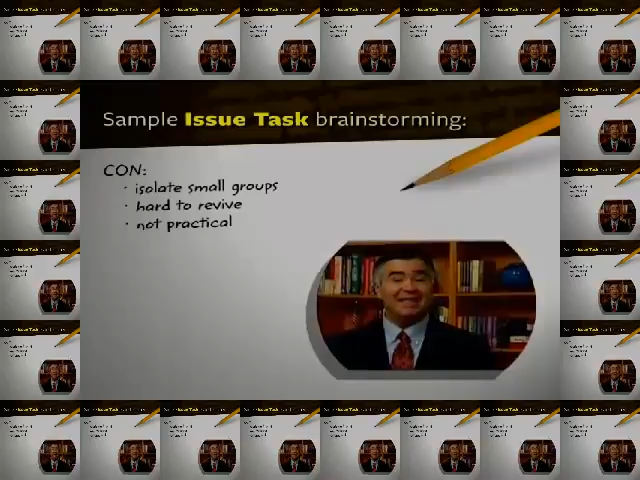 Sample Issue Task brainstorming:
CON:
· isolate small groups
· hard to revive
· not practical